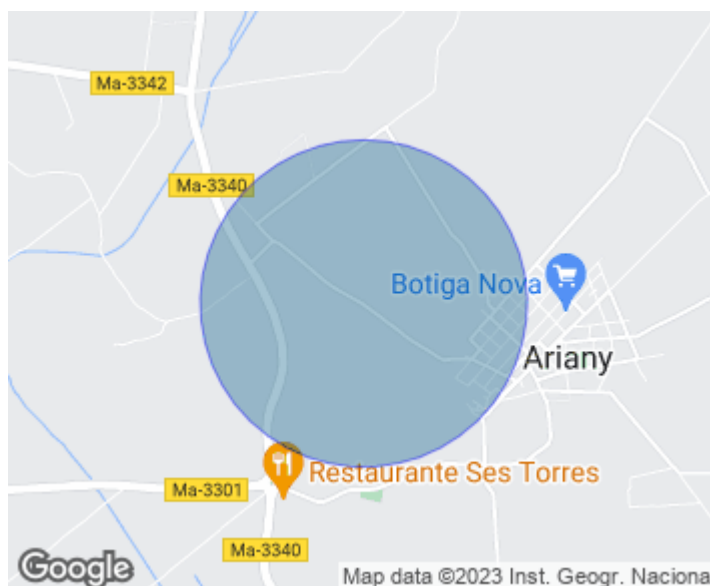 Ma-3342
Ma-3340
Botiga Nova
Ariany
Restaurante Ses Torres
Ma-3301
Ma-3340
Google
Map data ©2023 Inst. Geogr. Naciona